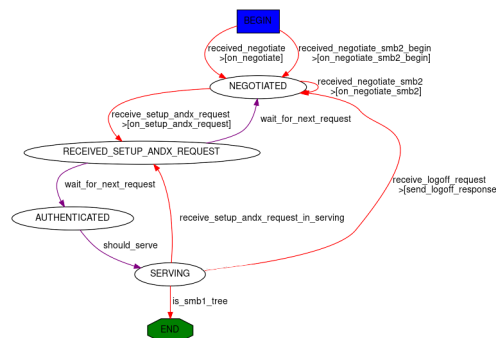 BEGIN
received_negotiate
>[on_negotiate]
received_negotiate_smb2_begin
>[on_negotiate_smb2_begin]
NEGOTIATED
received_negotiate_smb2
>[on_negotiate_smb2]
receive_setup_andx_request
>[on_setup_andx_request]
wait_for_next_request
RECEIVED_SETUP_ANDX_REQUEST
wait_for_next_request
receive_logoff_request
>[send_logoff_response
AUTHENTICATED
receive_setup_andx_request_in_serving
should_serve
SERVING
is_smb1_tree
END